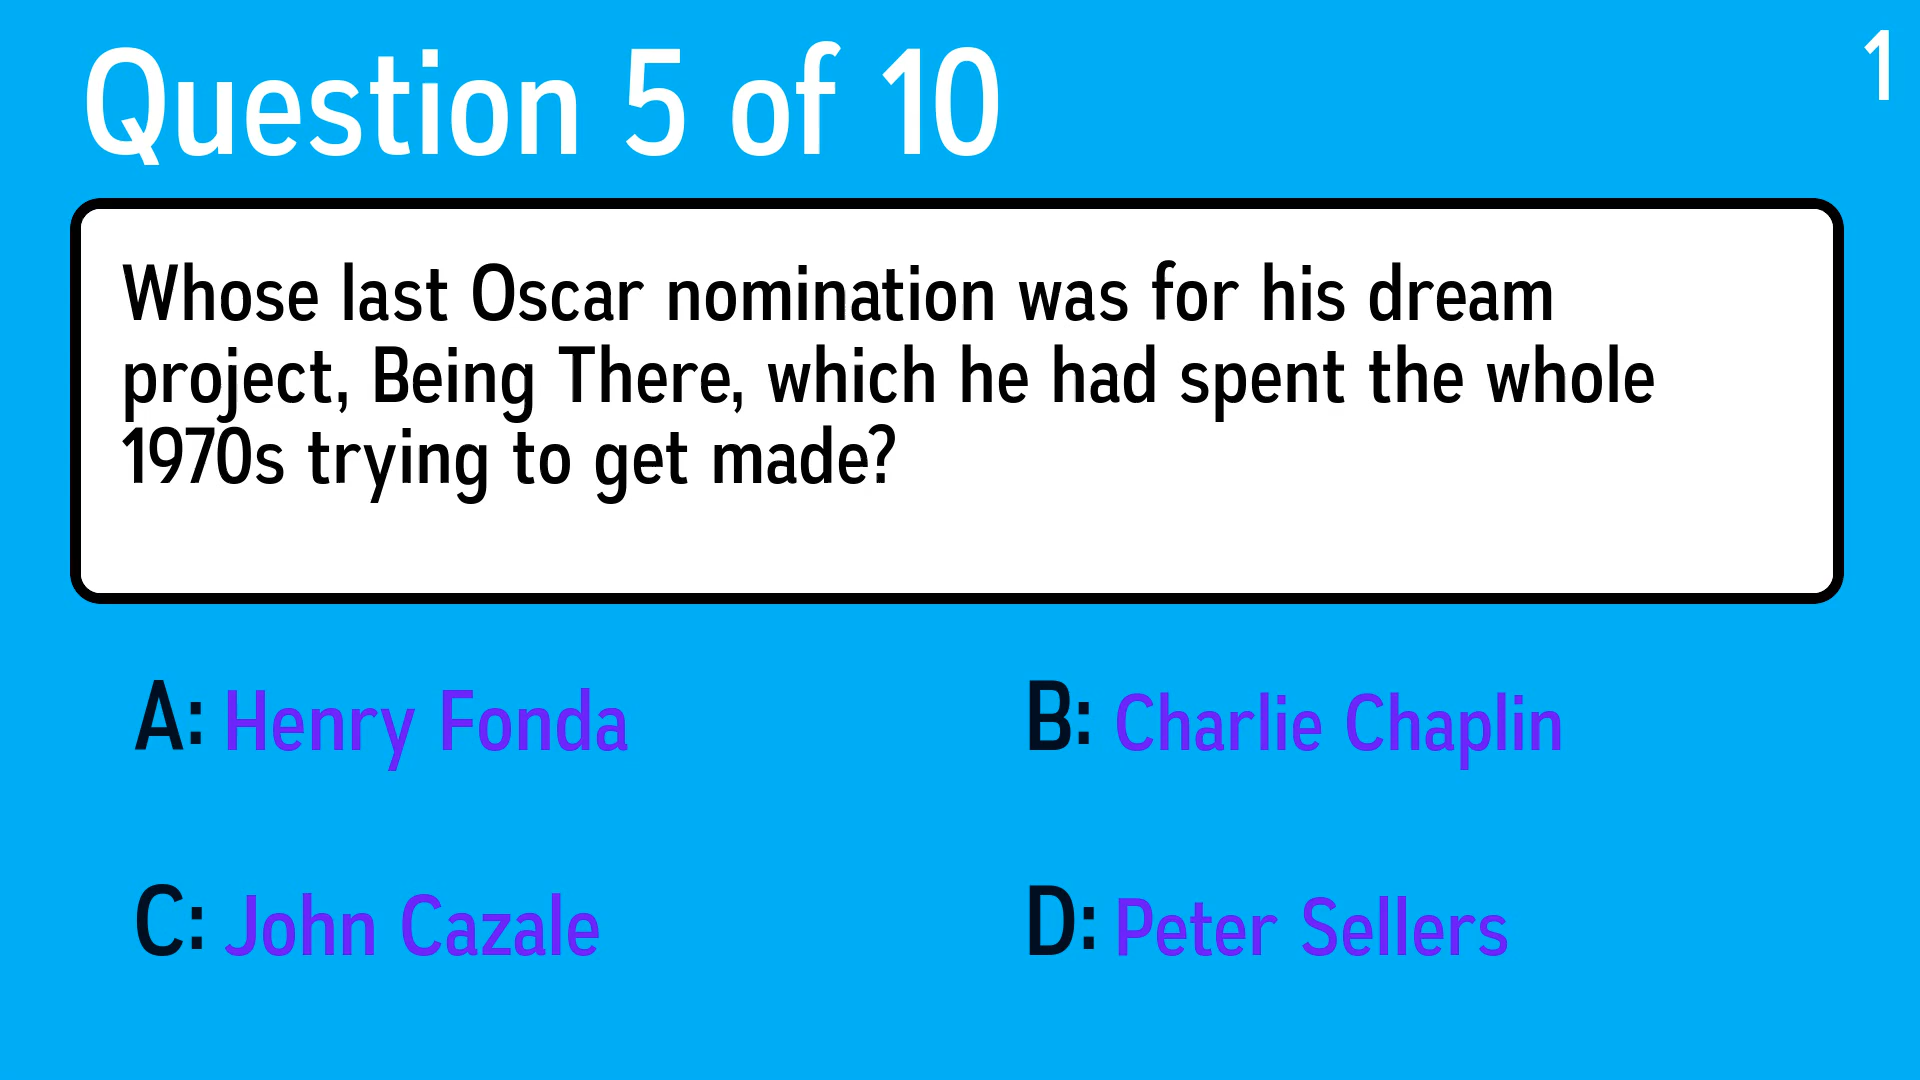 Question 5 of 10
1
Whose last Oscar nomination was for his dream
project, Being There, which he had spent the whole
1970s trying to get made?
A: Henry Fonda
B: Charlie Chaplin
C: John Cazale
D: Peter Sellers